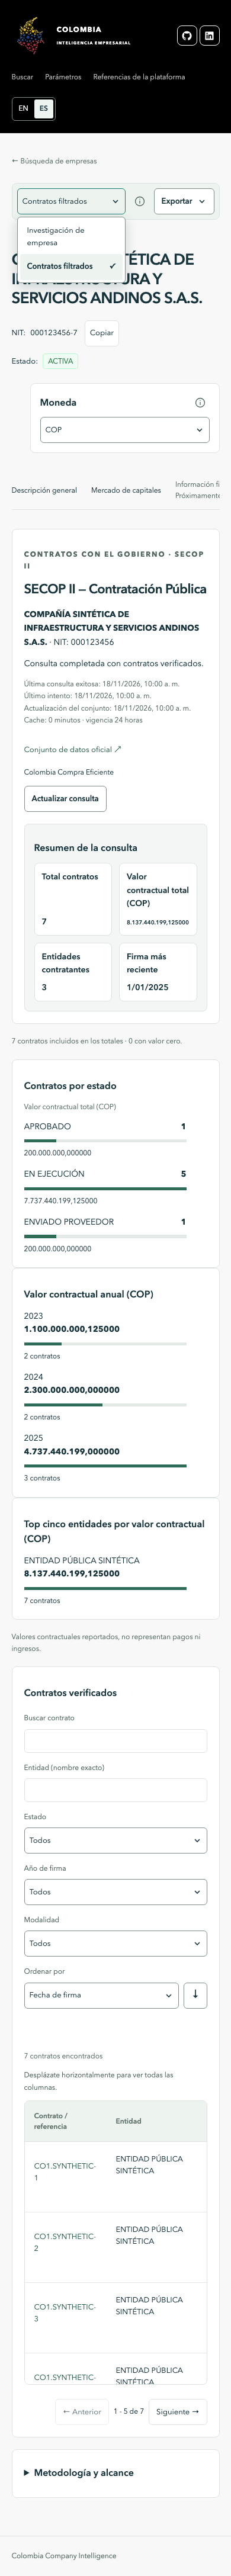 COLOMBIA
INTELIGENCIA EMPRESARIAL
Buscar Parámetros Referencias de la plataforma
EN ES
← Búsqueda de empresas
Contratos filtrados Exportar
Investigación de
empresa
Contratos filtrados ✓
TÉTICA DE
INFRAESTRUCTURA Y
SERVICIOS ANDINOS S.A.S.
NIT: 000123456-7 Copiar
Estado: ACTIVA
Moneda
COP
Descripción general Mercado de capitales Información fi
Próximamente
CONTRATOS CON EL GOBIERNO · SECOP
II
SECOP II — Contratación Pública
COMPAÑÍA SINTÉTICA DE
INFRAESTRUCTURA Y SERVICIOS ANDINOS
S.A.S. · NIT: 000123456
Consulta completada con contratos verificados.
Última consulta exitosa: 18/11/2026, 10:00 a. m.
Último intento: 18/11/2026, 10:00 a. m.
Actualización del conjunto: 18/11/2026, 10:00 a. m.
Cache: 0 minutos · vigencia 24 horas
Conjunto de datos oficial ↗
Colombia Compra Eficiente
Actualizar consulta
Resumen de la consulta
Total contratos
7
Valor
contractual total
(COP)
8.137.440.199,125000
Entidades
contratantes
3
Firma más
reciente
1/01/2025
7 contratos incluidos en los totales · 0 con valor cero.
Contratos por estado
Valor contractual total (COP)
APROBADO 1
200.000.000,000000
EN EJECUCIÓN 5
7.737.440.199,125000
ENVIADO PROVEEDOR 1
200.000.000,000000
Valor contractual anual (COP)
2023
1.100.000.000,125000
2 contratos
2024
2.300.000.000,000000
2 contratos
2025
4.737.440.199,000000
3 contratos
Top cinco entidades por valor contractual
(COP)
ENTIDAD PÚBLICA SINTÉTICA
8.137.440.199,125000
7 contratos
Valores contractuales reportados, no representan pagos ni
ingresos.
Contratos verificados
Buscar contrato
Entidad (nombre exacto)
Estado
Todos
Año de firma
Todos
Modalidad
Todos
Ordenar por
Fecha de firma ↓
7 contratos encontrados
Desplázate horizontalmente para ver todas las
columnas.
Contrato /
referencia
Entidad
CO1.SYNTHETIC-
1
ENTIDAD PÚBLICA
SINTÉTICA
CO1.SYNTHETIC-
2
ENTIDAD PÚBLICA
SINTÉTICA
CO1.SYNTHETIC-
3
ENTIDAD PÚBLICA
SINTÉTICA
CO1.SYNTHETIC-
ENTIDAD PÚBLICA
SINTÉTICA
← Anterior 1 - 5 de 7 Siguiente →
▶ Metodología y alcance
Colombia Company Intelligence